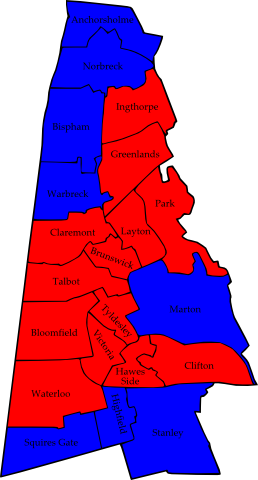 Anchorsholme
Norbreck
Ingthorpe
Bispham
Greenlands
Warbreck
Park
Claremont
Layton
Brunswick
Talbot
Marton
Tyldesley
Bloomfield
Victoria
Clifton
Hawes
Side
Waterloo
Highfield
Squires Gate
Stanley